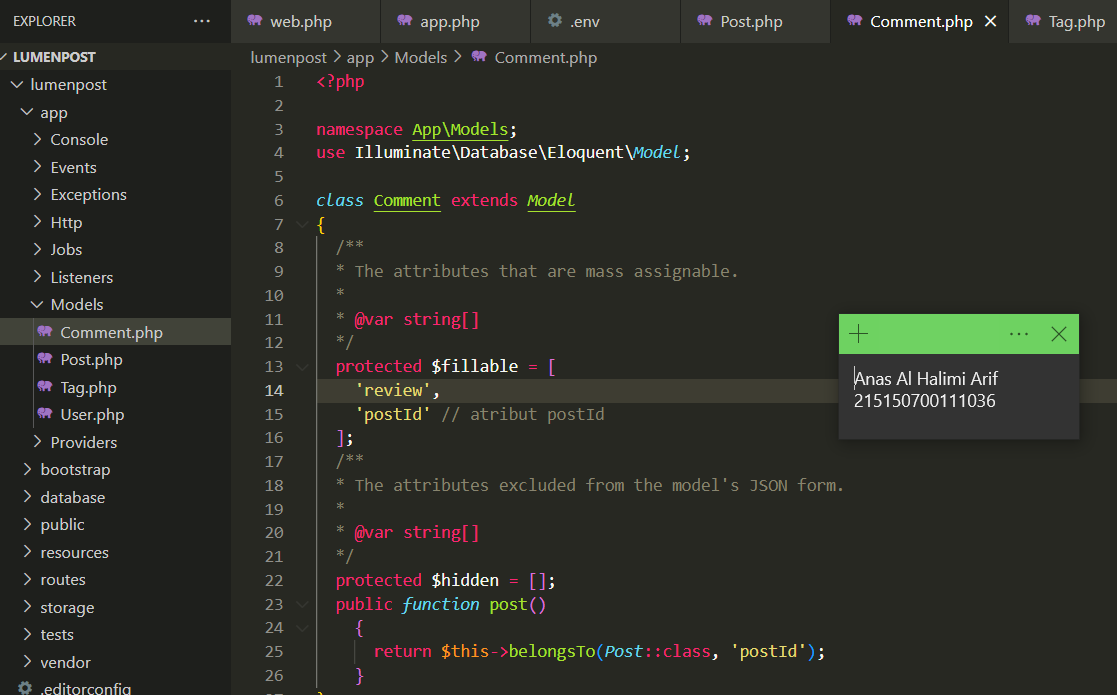 EXPLORER ...
LUMENPOST
lumenpost
app
Console
Events
Exceptions
Http
Jobs
Listeners
Models
Comment.php
Post.php
Tag.php
User.php
Providers
bootstrap
database
public
resources
routes
storage
tests
vendor
.editorconfig
web.php app.php .env Post.php Comment.php Tag.php
lumenpost > app > Models > Comment.php
1 <?php
2
3 namespace App\Models;
4 use Illuminate\Database\Eloquent\Model;
5
6 class Comment extends Model
7 {
8 /**
9 * The attributes that are mass assignable.
10 *
11 * @var string[]
12 */
13 protected $fillable = [
14 'review',
15 'postId' // atribut postId
16 ];
17 /**
18 * The attributes excluded from the model's JSON form.
19 *
20 * @var string[]
21 */
22 protected $hidden = [];
23 public function post()
24 {
25 return $this->belongsTo(Post::class, 'postId');
26 }
Anas Al Halimi Arif
215150700111036